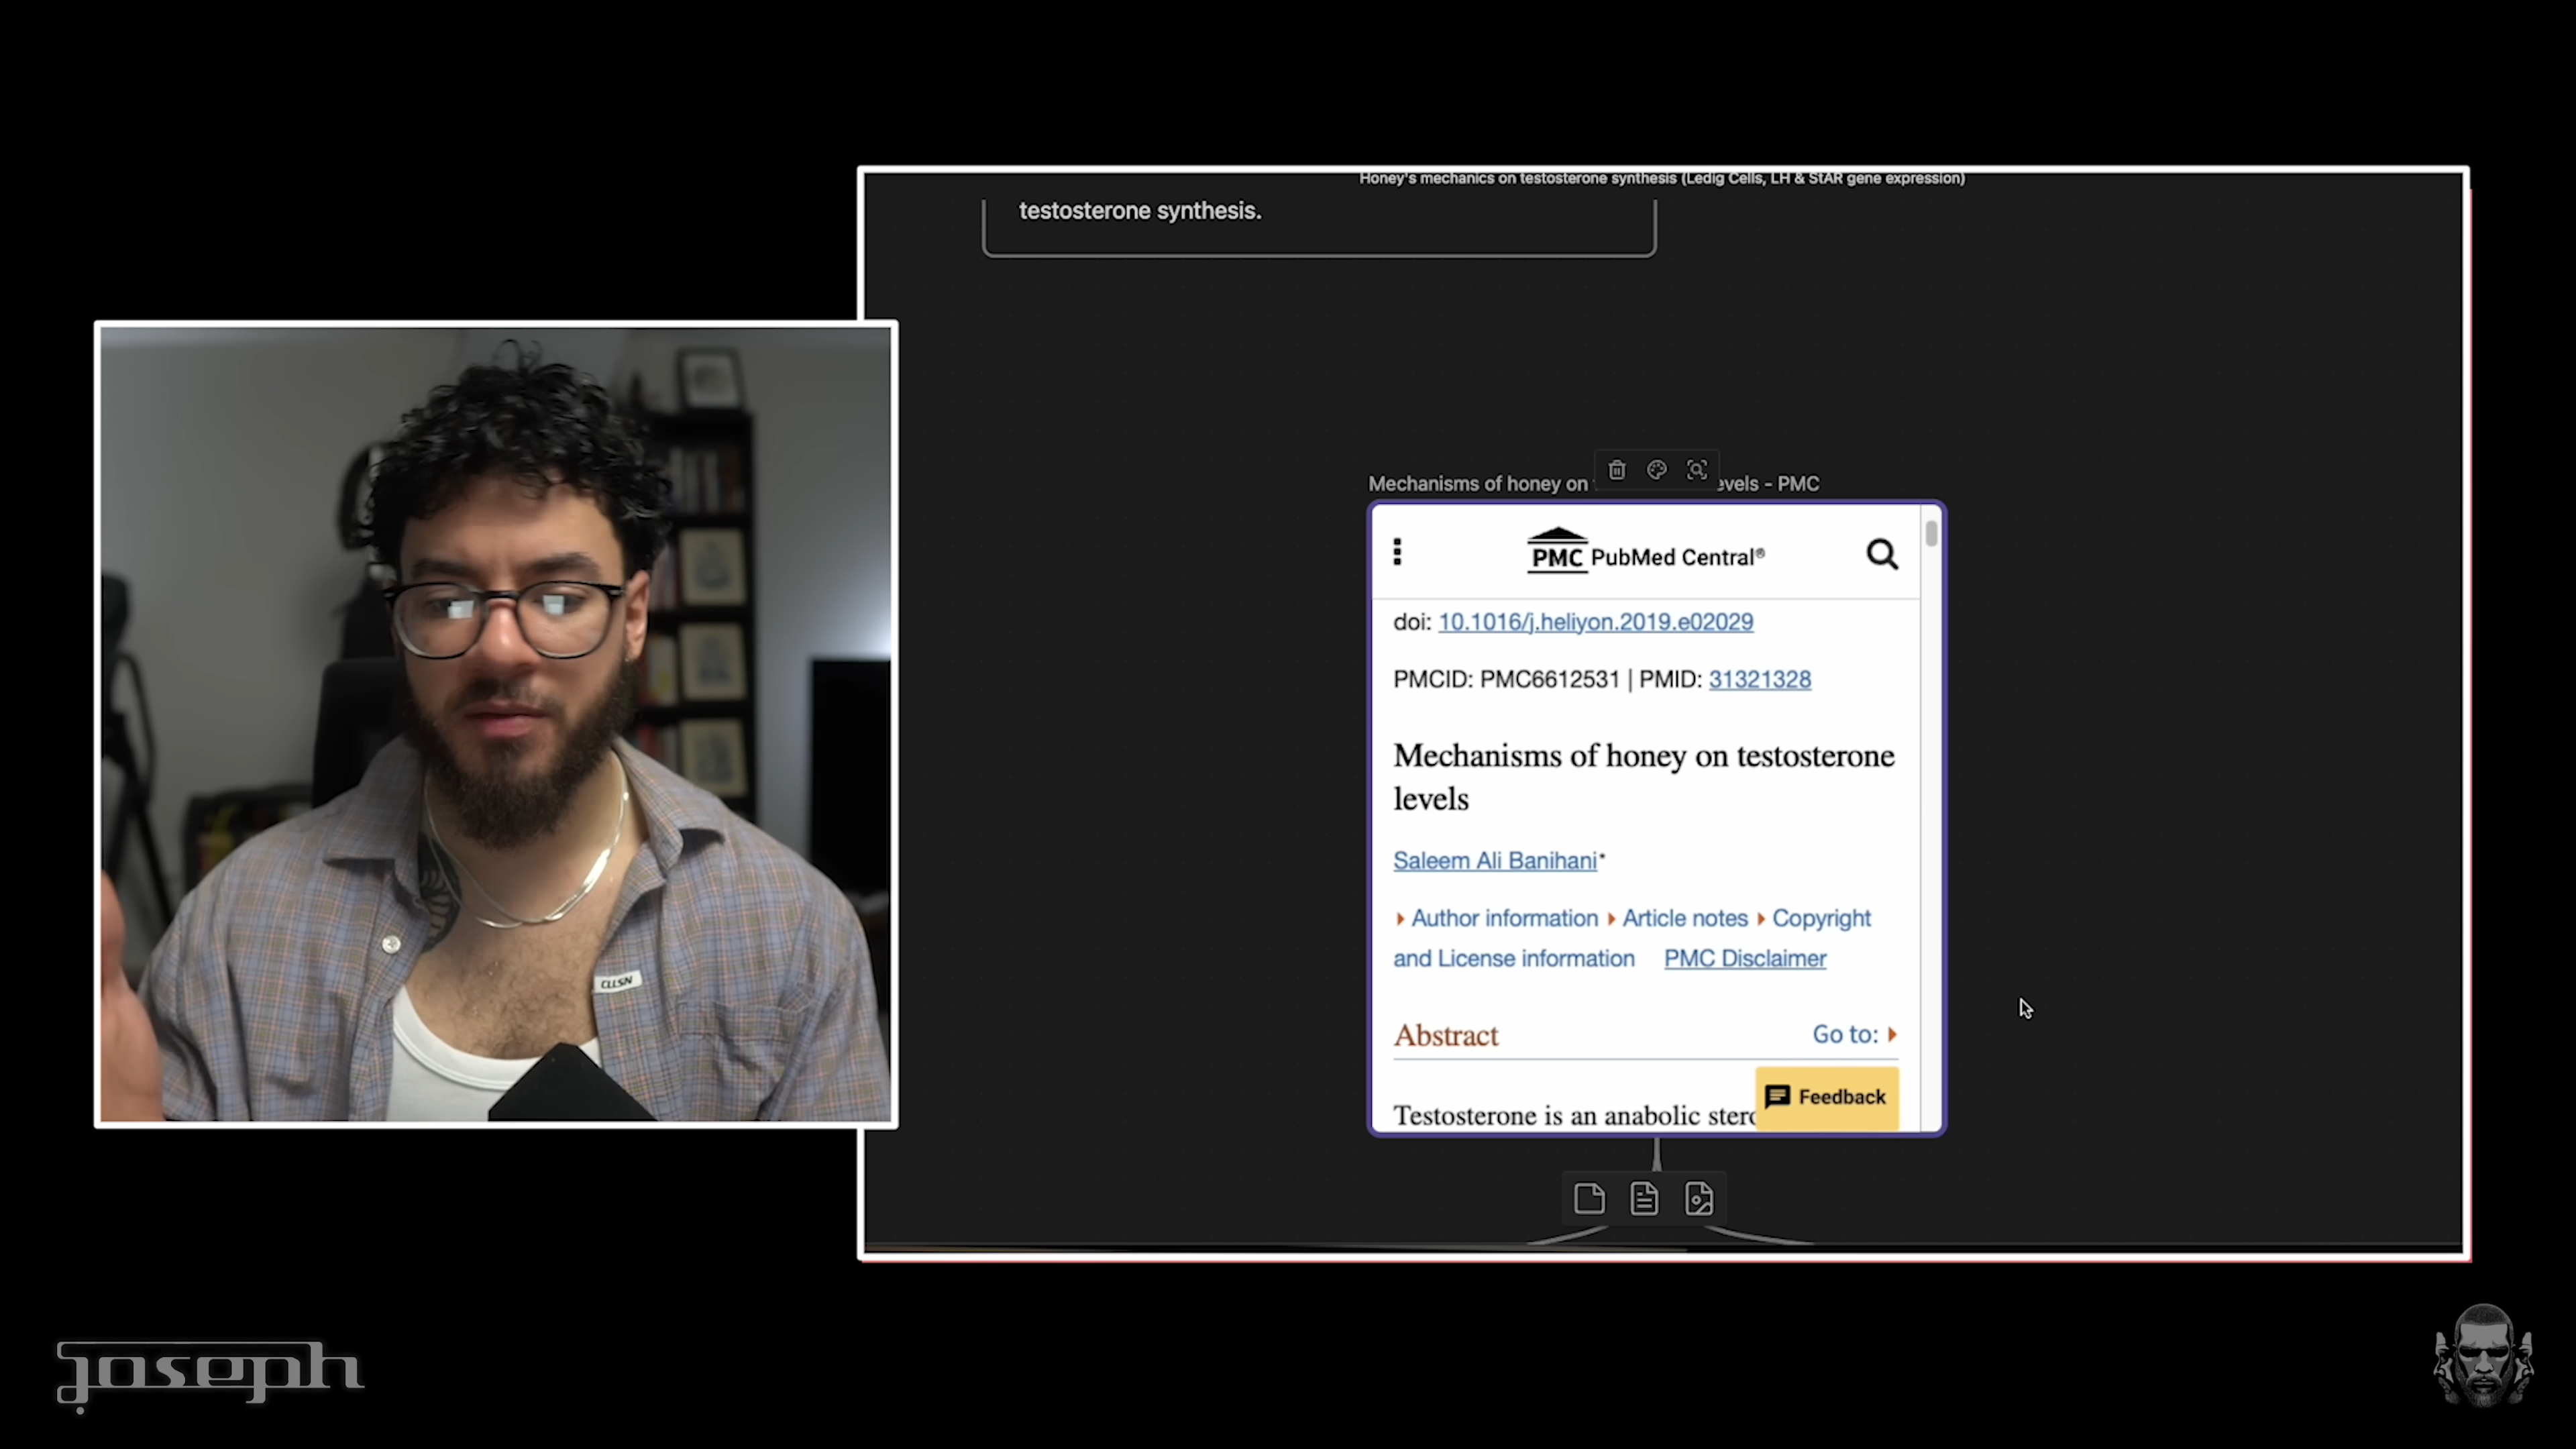 Honey's mechanics on testosterone synthesis (Ledig Cells, LH & StAR gene expression)
testosterone synthesis.
Mechanisms of honey on
evels - PMC
PMC PubMed Central®
doi: 10.1016/j.heliyon.2019.e02029
PMCID: PMC6612531 | PMID: 31321328
Mechanisms of honey on testosterone
levels
Saleem Ali Banihani*
Author information Article notes Copyright
and License information PMC Disclaimer
Abstract Go to:
Feedback
Testosterone is an anabolic stero
CLLSN
joseph